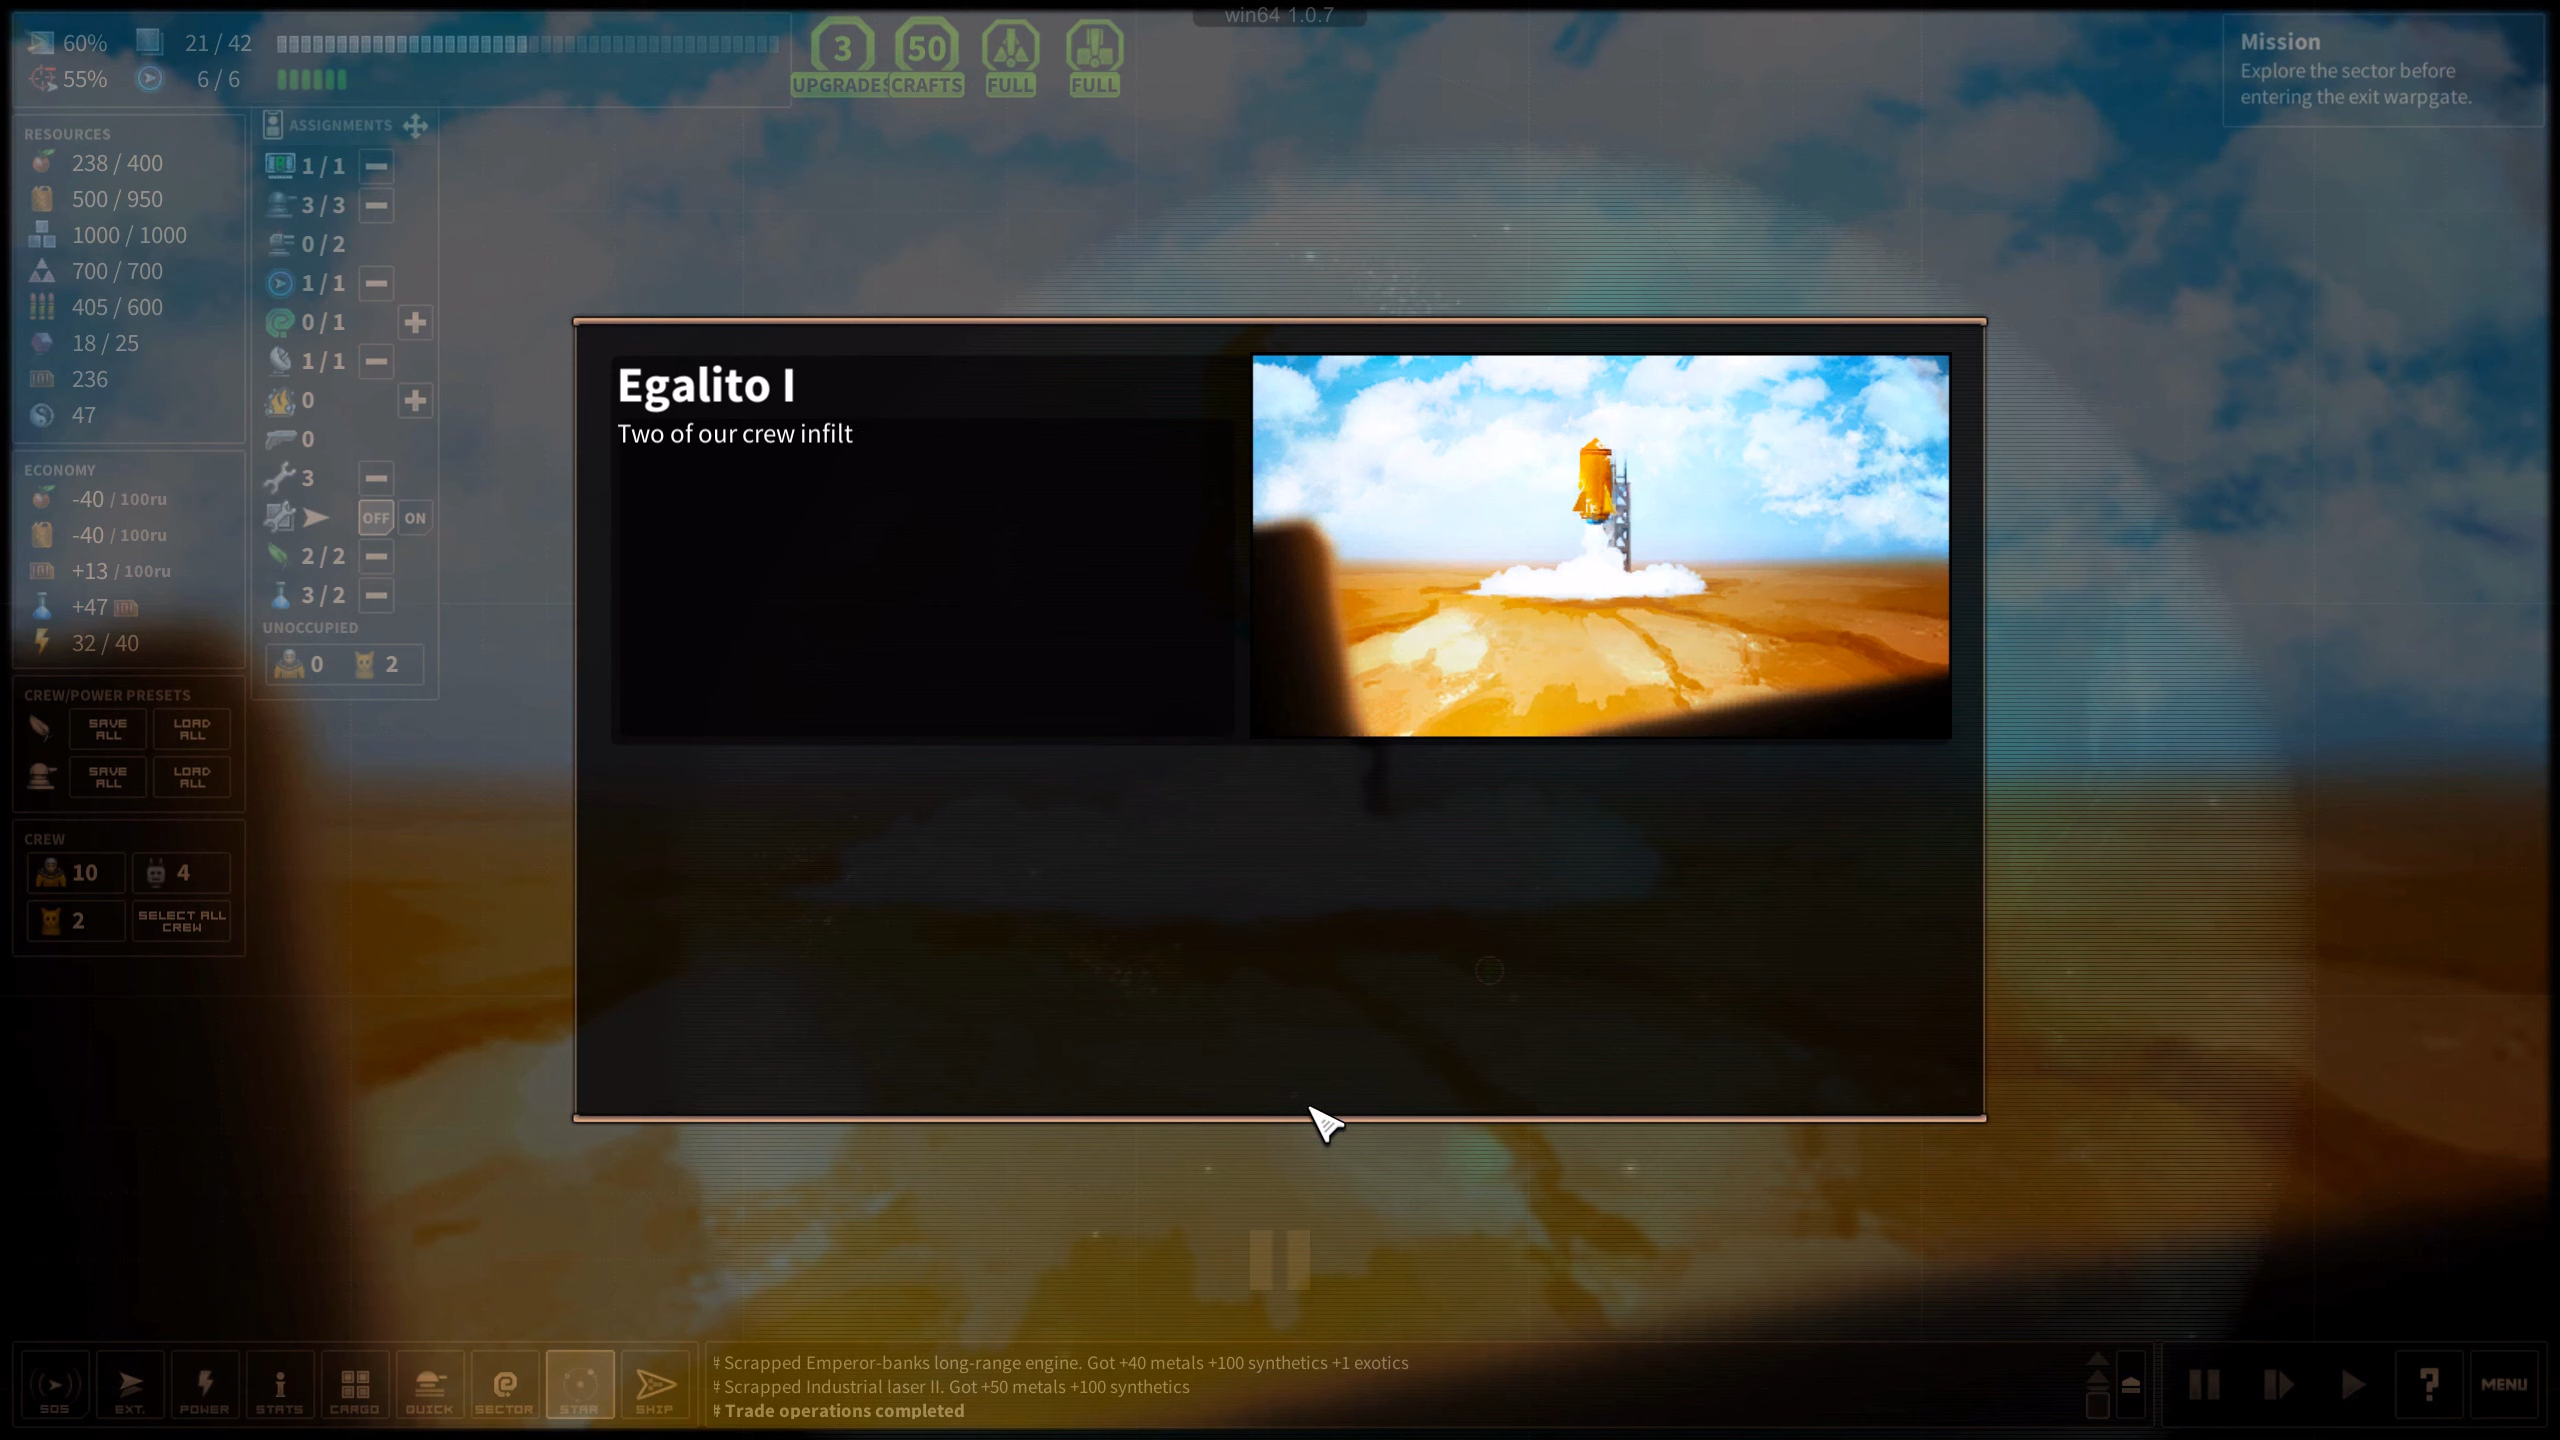 win64 1.0.7
60%
21 / 42
55%
6 / 6
3
UPGRADES
50
CRAFTS
FULL
FULL
Mission
Explore the sector before
entering the exit warpgate.
RESOURCES
238 / 400
500 / 950
1000 / 1000
700 / 700
405 / 600
18 / 25
236
47
ECONOMY
-40 / 100ru
-40 / 100ru
+13 / 100ru
+47
32 / 40
CREW/POWER PRESETS
SAVE ALL
LOAD ALL
SAVE ALL
LOAD ALL
CREW
10
4
2
SELECT ALL CREW
ASSIGNMENTS
1 / 1
3 / 3
0 / 2
1 / 1
0 / 1
1 / 1
0
0
3
OFF ON
2 / 2
3 / 2
UNOCCUPIED
0
2
Egalito I
Two of our crew infilt
SOS
EXT.
POWER
STATS
CARGO
QUICK
SECTOR
STAR
SHIP
# Scrapped Emperor-banks long-range engine. Got +40 metals +100 synthetics +1 exotics
# Scrapped Industrial laser II. Got +50 metals +100 synthetics
# Trade operations completed
?
MENU